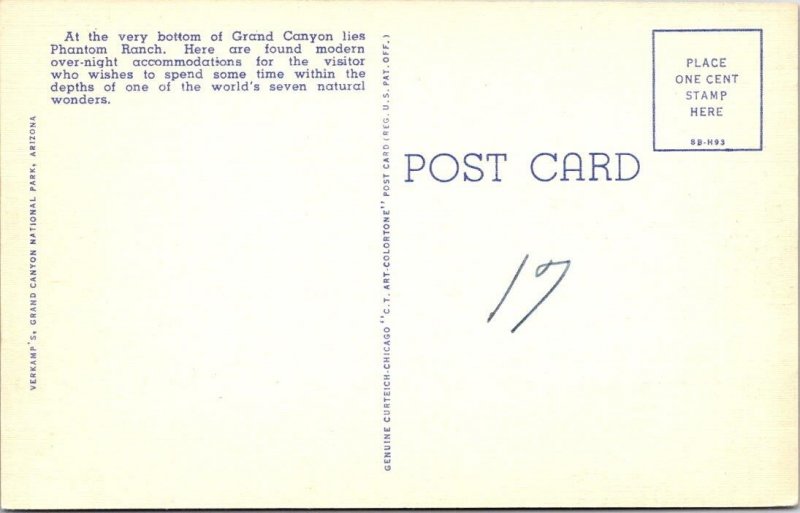 At the very bottom of Grand Canyon lies
Phantom Ranch. Here are found modern
over-night accommodations for the visitor
who wishes to spend some time within the
depths of one of the world's seven natural
wonders.
VERKAMP'S, GRAND CANYON NATIONAL PARK, ARIZONA
GENUINE CURTEICH-CHICAGO "C.T. ART-COLORTONE" POST CARD (REG. U.S. PAT. OFF.)
POST CARD
PLACE
ONE CENT
STAMP
HERE
8B-H93
17